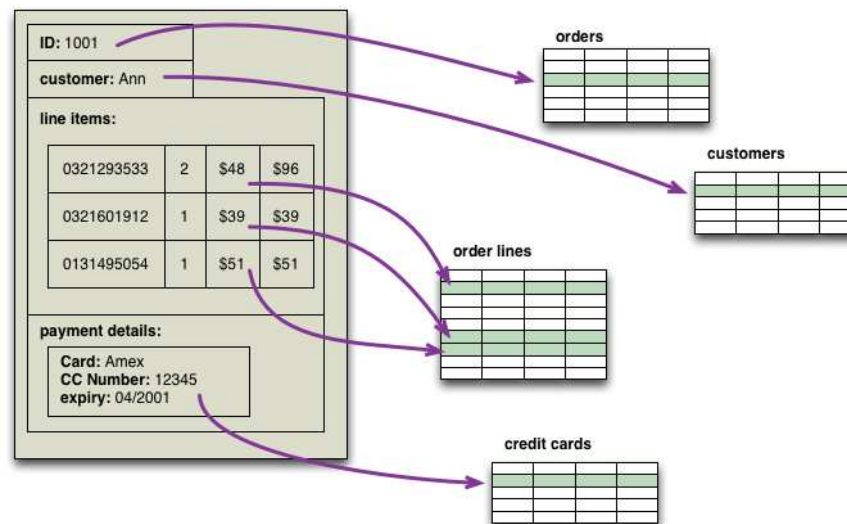 ID: 1001
customer: Ann
line items:
0321293533 2 $48 $96
0321601912 1 $39 $39
0131495054 1 $51 $51
payment details:
Card: Amex
CC Number: 12345
expiry: 04/2001
orders
customers
order lines
credit cards